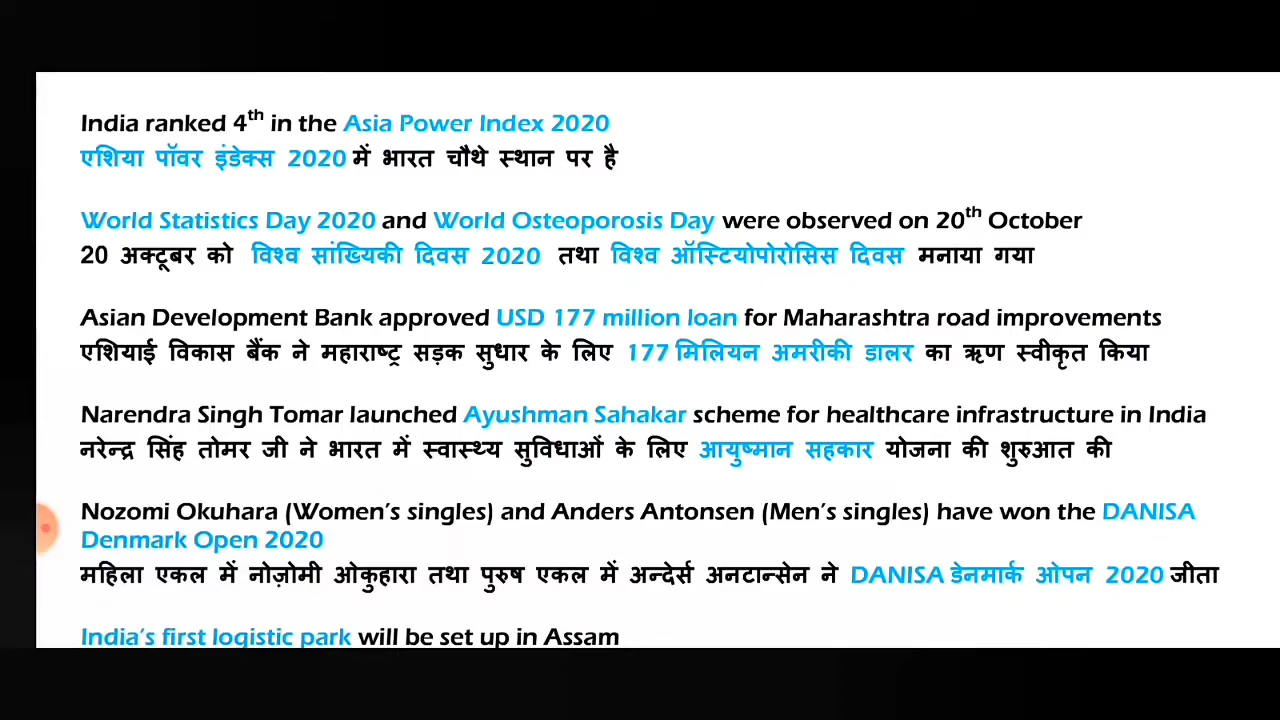 India ranked 4th in the Asia Power Index 2020
एशिया पॉवर इंडेक्स 2020 में भारत चौथे स्थान पर है
World Statistics Day 2020 and World Osteoporosis Day were observed on 20th October
20 अक्टूबर को विश्व सांख्यिकी दिवस 2020 तथा विश्व ऑस्टियोपोरोसिस दिवस मनाया गया
Asian Development Bank approved USD 177 million loan for Maharashtra road improvements
एशियाई विकास बैंक ने महाराष्ट्र सड़क सुधार के लिए 177 मिलियन अमरीकी डालर का ऋण स्वीकृत किया
Narendra Singh Tomar launched Ayushman Sahakar scheme for healthcare infrastructure in India
नरेन्द्र सिंह तोमर जी ने भारत में स्वास्थ्य सुविधाओं के लिए आयुष्मान सहकार योजना की शुरुआत की
Nozomi Okuhara (Women's singles) and Anders Antonsen (Men's singles) have won the DANISA
Denmark Open 2020
महिला एकल में नोज़ोमी ओकुहारा तथा पुरुष एकल में अन्देर्स अनटान्सेन ने DANISA डेनमार्क ओपन 2020 जीता
India's first logistic park will be set up in Assam